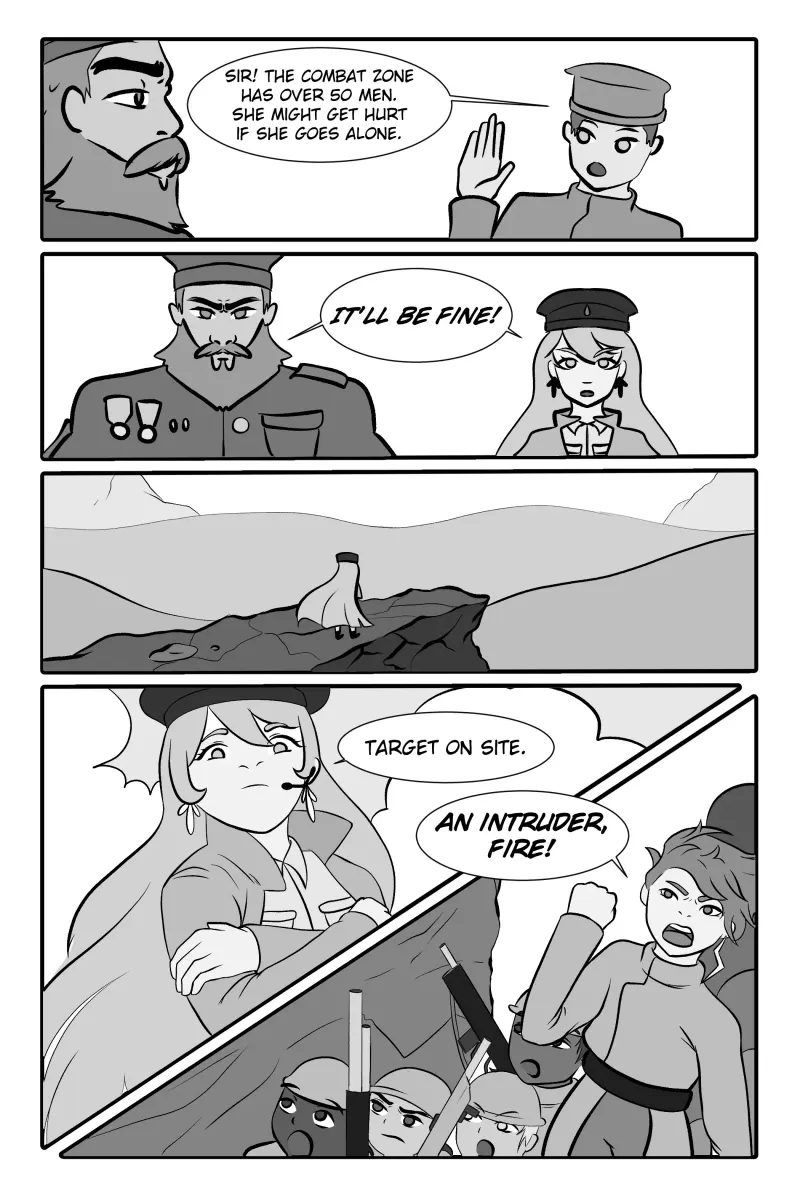 SIR! THE COMBAT ZONE
HAS OVER 50 MEN.
SHE MIGHT GET HURT
IF SHE GOES ALONE.
IT'LL BE FINE!
TARGET ON SITE.
AN INTRUDER,
FIRE!